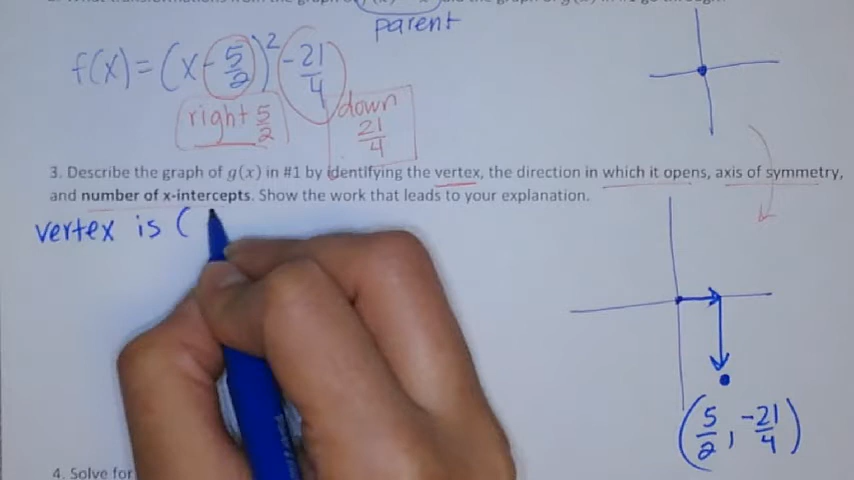 parent
f(x) = (x - 5/2)² - 21/4
right 5/2
down 21/4
3. Describe the graph of g(x) in #1 by identifying the vertex, the direction in which it opens, axis of symmetry,
and number of x-intercepts. Show the work that leads to your explanation.
vertex is (
(5/2, -21/4)
4. Solve for